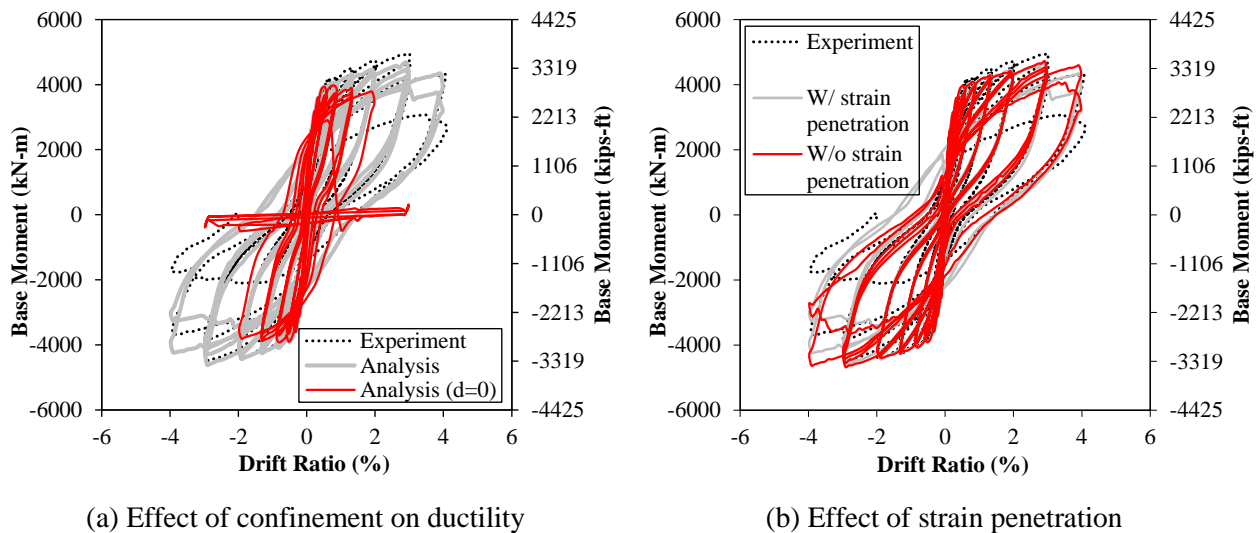 6000
4000
2000
0
-2000
-4000
-6000
Base Moment (kN-m)
4425
3319
2213
1106
0
-1106
-2213
-3319
-4425
Base Moment (kips-ft)
-6 -4 -2 0 2 4 6
Drift Ratio (%)
Experiment
Analysis
Analysis (d=0)
(a) Effect of confinement on ductility
6000
4000
2000
0
-2000
-4000
-6000
Base Moment (kN-m)
4425
3319
2213
1106
0
-1106
-2213
-3319
-4425
Base Moment (kips-ft)
-6 -4 -2 0 2 4 6
Drift Ratio (%)
Experiment
W/ strain
penetration
W/o strain
penetration
(b) Effect of strain penetration